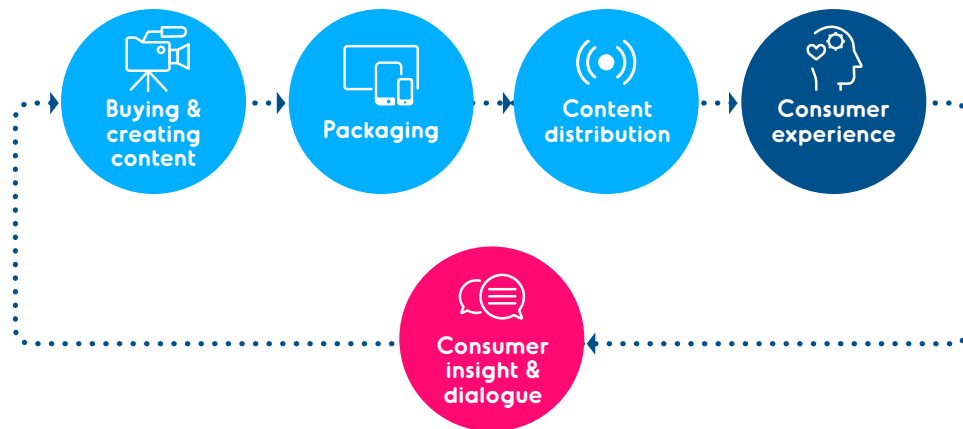 Buying &
creating
content
Packaging
Content
distribution
Consumer
experience
Consumer
insight &
dialogue